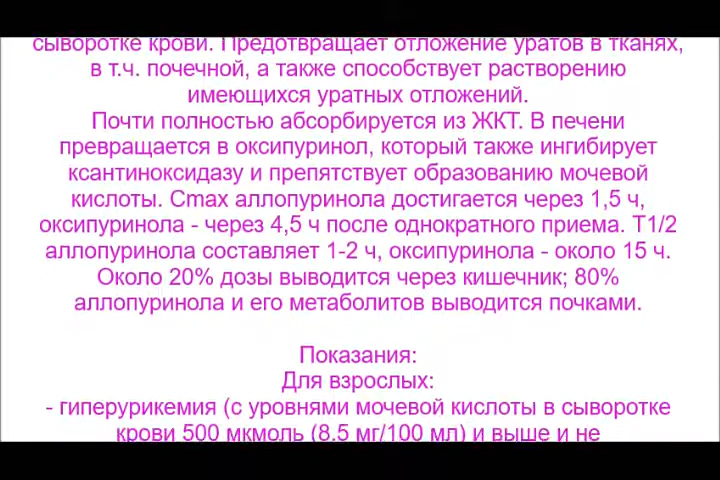 сыворотке крови. Предотвращает отложение уратов в тканях,
в т.ч. почечной, а также способствует растворению
имеющихся уратных отложений.
Почти полностью абсорбируется из ЖКТ. В печени
превращается в оксипуринол, который также ингибирует
ксантиноксидазу и препятствует образованию мочевой
кислоты. Cmax аллопуринола достигается через 1,5 ч,
оксипуринола - через 4,5 ч после однократного приема. Т1/2
аллопуринола составляет 1-2 ч, оксипуринола - около 15 ч.
Около 20% дозы выводится через кишечник; 80%
аллопуринола и его метаболитов выводится почками.
Показания:
Для взрослых:
- гиперурикемия (с уровнями мочевой кислоты в сыворотке
крови 500 мкмоль (8.5 мг/100 мл) и выше и не